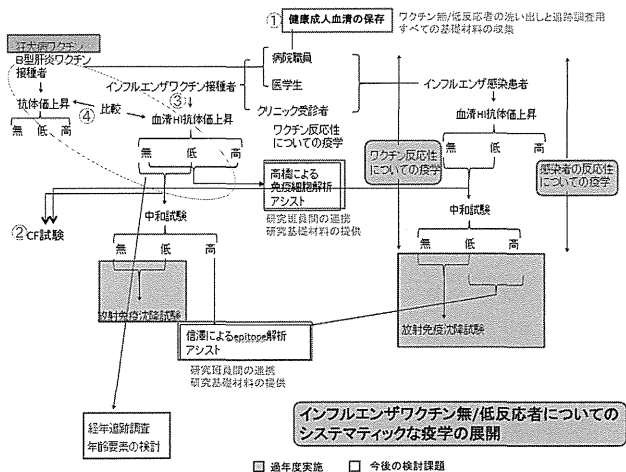 ① 健康成人血清の保存
ワクチン無/低反応者の洗い出しと追跡調査用
すべての基礎材料の収集
狂犬病ワクチン
B型肝炎ワクチン
接種者
抗体価上昇
無 低 高
比較
④
インフルエンザワクチン接種者
③
血清HI抗体価上昇
無 低 高
病院職員
医学生
クリニック受診者
ワクチン反応性
についての疫学
インフルエンザ感染患者
血清HI抗体価上昇
無 低 高
ワクチン反応性
についての疫学
感染者の反応性
についての疫学
高橋による
免疫細胞解析
アシスト
研究班員間の連携
研究基礎材料の提供
②CF試験
中和試験
無 低 高
放射免疫沈降試験
中和試験
無 低 高
放射免疫沈降試験
信澤によるepitope解析
アシスト
研究班員間の連携
研究基礎材料の提供
経年追跡調査
年齢要素の検討
インフルエンザワクチン無/低反応者についての
システマティックな疫学の展開
過年度実施 今後の検討課題